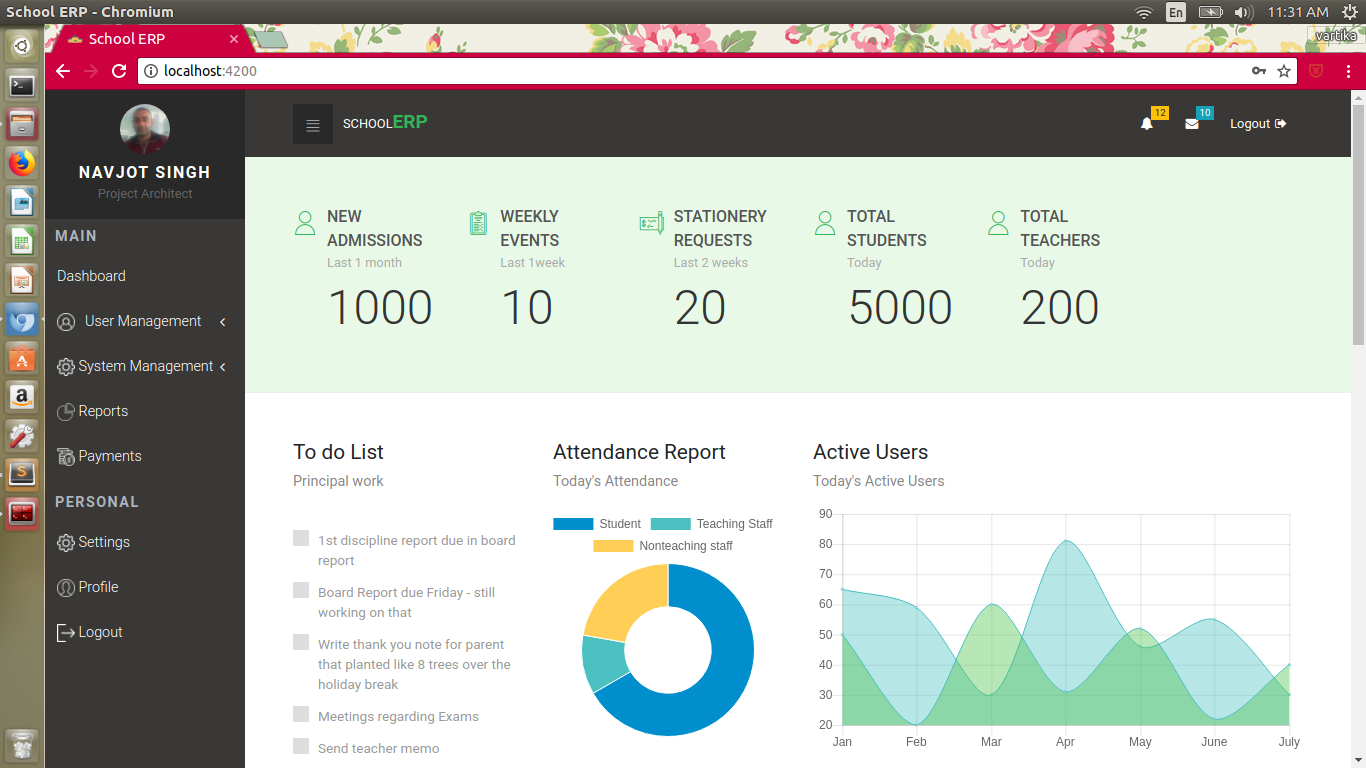 School ERP - Chromium
En
11:31 AM
School ERP
vartika
localhost:4200
NAVJOT SINGH
Project Architect
MAIN
Dashboard
User Management
System Management
Reports
Payments
PERSONAL
Settings
Profile
Logout
SCHOOLERP
12
10
Logout
NEW
ADMISSIONS
Last 1 month
1000
WEEKLY
EVENTS
Last 1week
10
STATIONERY
REQUESTS
Last 2 weeks
20
TOTAL
STUDENTS
Today
5000
TOTAL
TEACHERS
Today
200
To do List
Principal work
1st discipline report due in board
report
Board Report due Friday - still
working on that
Write thank you note for parent
that planted like 8 trees over the
holiday break
Meetings regarding Exams
Send teacher memo
Attendance Report
Today's Attendance
Student
Teaching Staff
Nonteaching staff
Active Users
Today's Active Users
90
80
70
60
50
40
30
20
Jan Feb Mar Apr May June July